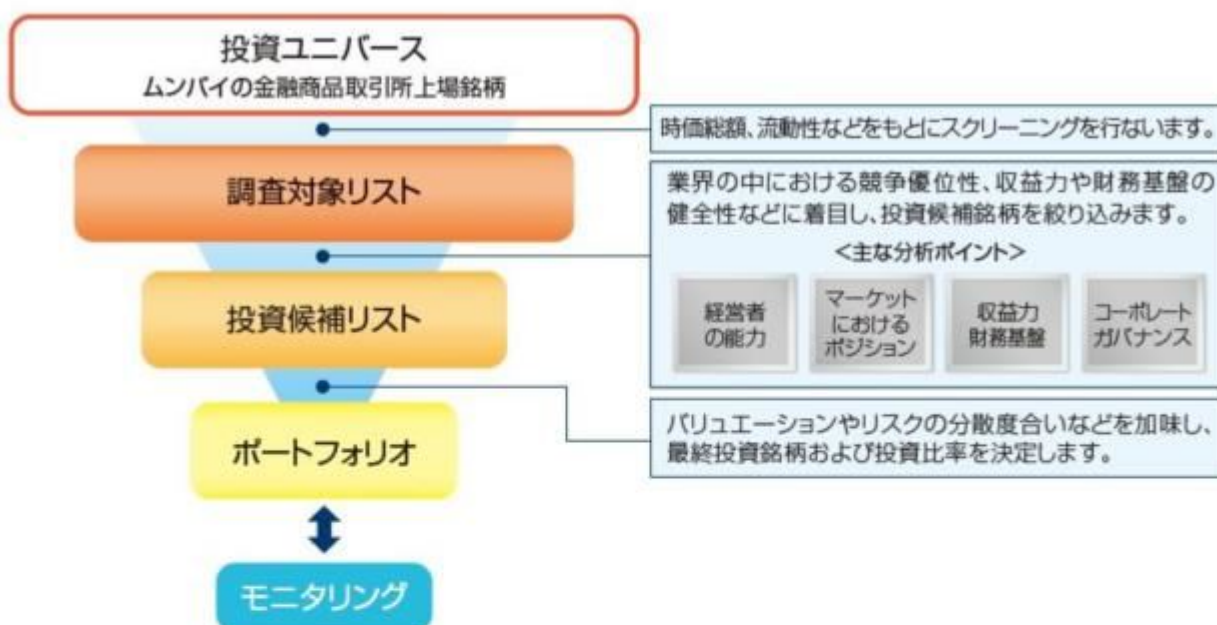 投資ユニバース
ムンバイの金融商品取引所上場銘柄
時価総額、流動性などをもとにスクリーニングを行ないます。
調査対象リスト
業界の中における競争優位性、収益力や財務基盤の
健全性などに着目し、投資候補銘柄を絞り込みます。
<主な分析ポイント>
経営者
の能力
マーケット
における
ポジション
収益力
財務基盤
コーポレート
ガバナンス
投資候補リスト
バリュエーションやリスクの分散度合いなどを加味し、
最終投資銘柄および投資比率を決定します。
ポートフォリオ
モニタリング